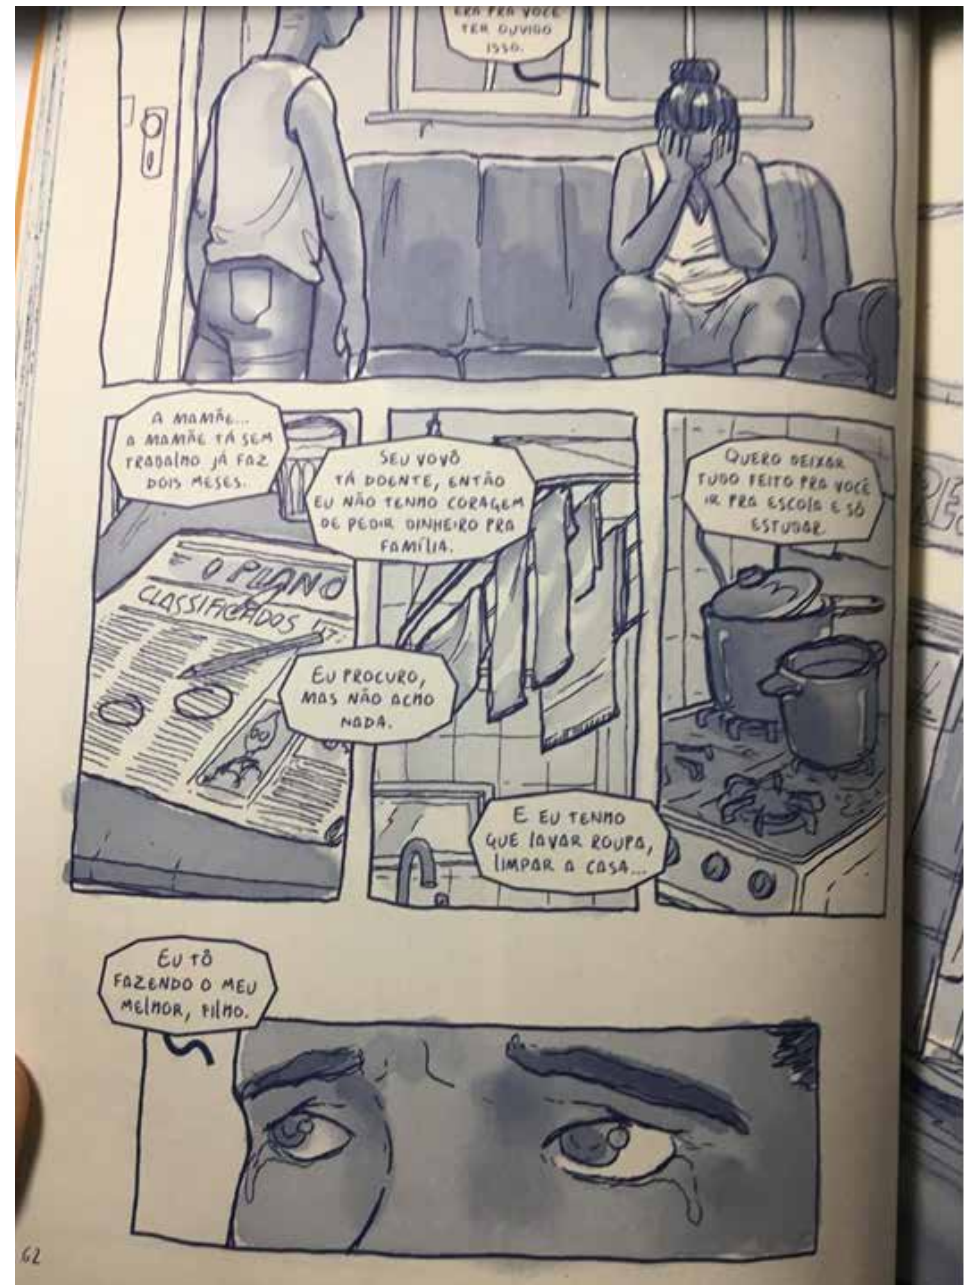 ERA PRA VOCÊ
TER OUVIDO
ISSO.
A MAMÃE...
A MAMÃE TÁ SEM
TRABALHO JÁ FAZ
DOIS MESES.
SEU VOVÔ
TÁ DOENTE, ENTÃO
EU NÃO TENHO CORAGEM
DE PEDIR DINHEIRO PRA
FAMÍLIA.
QUERO DEIXAR
TUDO FEITO PRA VOCÊ
IR PRA ESCOLA E SÓ
ESTUDAR.
O PLANO
CLASSIFICADOS
EU PROCURO,
MAS NÃO ACHO
NADA.
E EU TENHO
QUE LAVAR ROUPA,
LIMPAR A CASA...
EU TÔ
FAZENDO O MEU
MELHOR, FILHO.
62